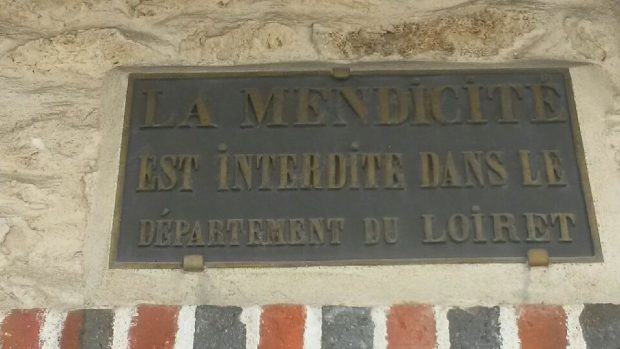 LA MENDİCİTÉ
EST İNTERDİTE DANS LE
DÉPARTEMENT DU LOİRET